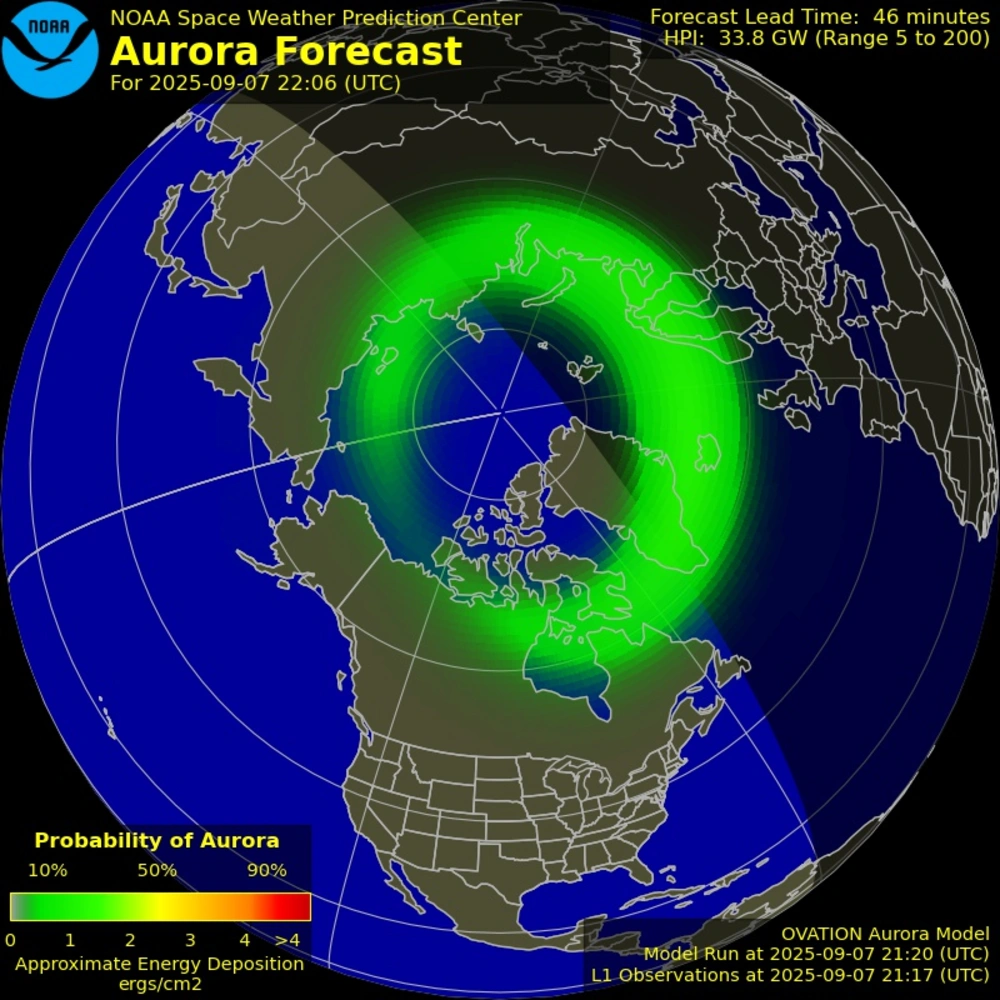 NOAA
NOAA Space Weather Prediction Center
Aurora Forecast
For 2025-09-07 22:06 (UTC)
Forecast Lead Time: 46 minutes
HPI: 33.8 GW (Range 5 to 200)
Probability of Aurora
10% 50% 90%
0 1 2 3 4 >4
Approximate Energy Deposition
ergs/cm2
OVATION Aurora Model
Model Run at 2025-09-07 21:20 (UTC)
L1 Observations at 2025-09-07 21:17 (UTC)